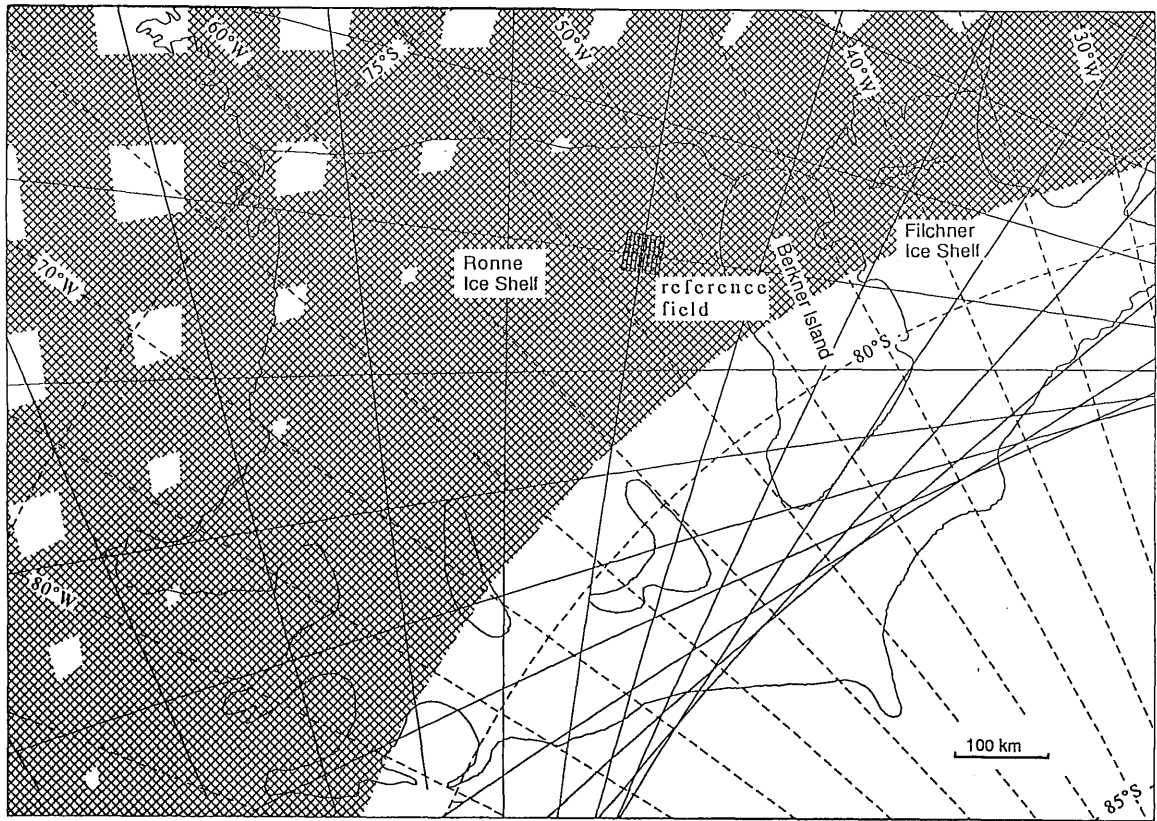 60°W
75°S
50°W
40°W
30°W
70°W
Ronne
Ice Shelf
reference
field
Berkner Island
Filchner
Ice Shelf
80°S
80°W
100 km
85°S